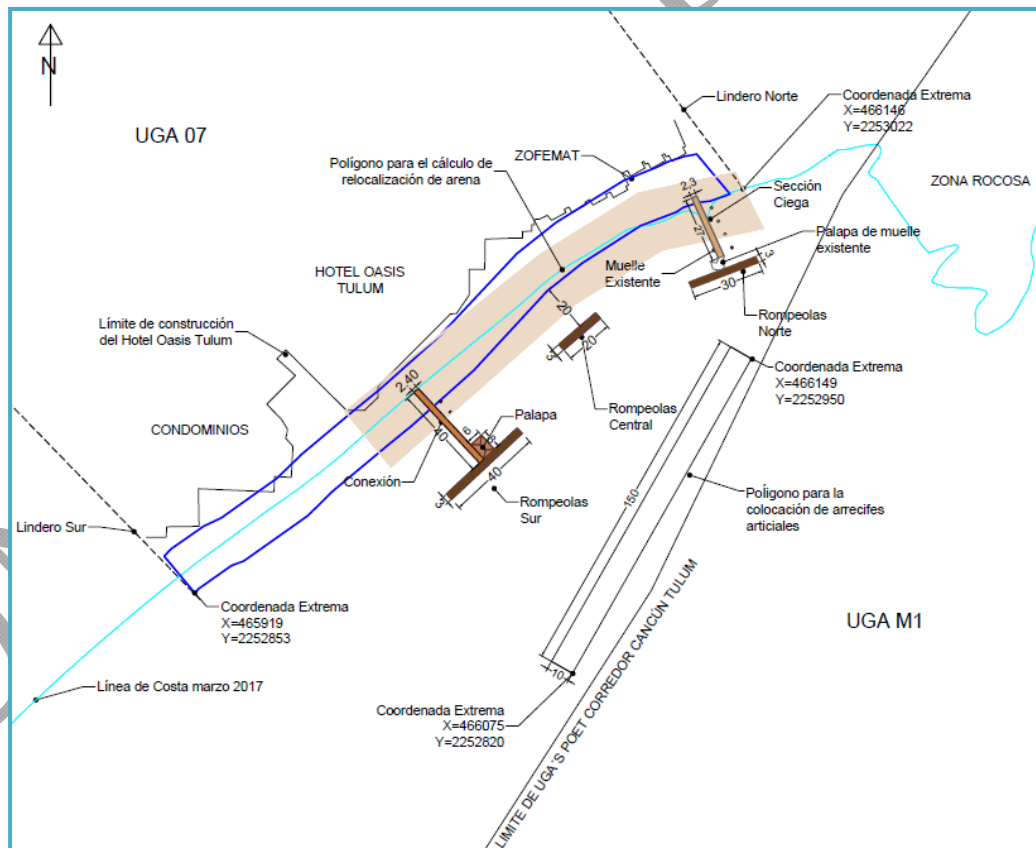 N
UGA 07
Lindero Norte
Coordenada Extrema
X=466146
Y=2253022
ZOFEMAT
Polígono para el cálculo de
relocalización de arena
ZONA ROCOSA
2,3
Sección
Ciega
27
Palapa de muelle
existente
HOTEL OASIS
TULUM
Muelle
Existente
3
30
Rompeolas
Norte
Límite de construcción
del Hotel Oasis Tulum
20
20
3
Coordenada Extrema
X=466149
Y=2252950
2,40
Rompeolas
Central
Palapa
CONDOMINIOS
40
6
6
40
Conexión
3
Rompeolas
Sur
150
Polígono para la
colocación de arrecifes
articiales
Lindero Sur
Coordenada Extrema
X=465919
Y=2252853
UGA M1
10
Línea de Costa marzo 2017
Coordenada Extrema
X=466075
Y=2252820
LIMITE DE UGA´S POET CORREDOR CANCÚN TULUM